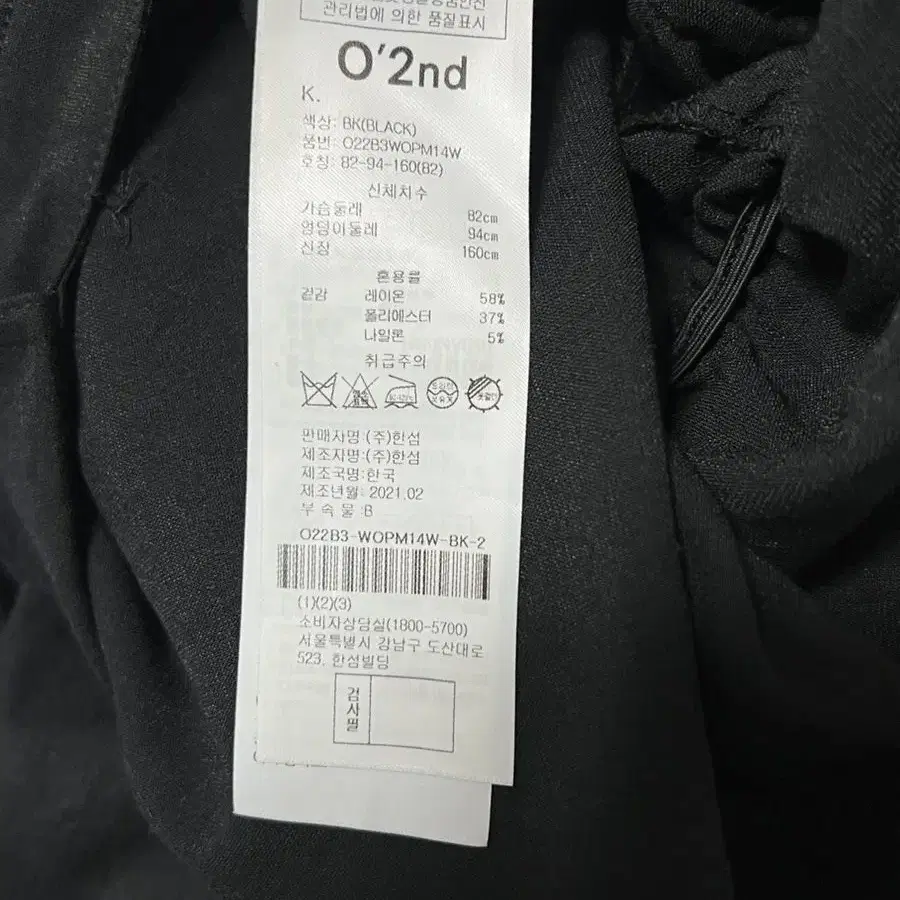 관리법에 의한 품질표시
O'2nd
K.
색상: BK(BLACK)
품번: O22B3WOPM14W
호칭: 82-94-160(82)
신체치수
가슴둘레 82cm
엉덩이둘레 94cm
신장 160cm
혼용율
겉감 레이온 58%
폴리에스터 37%
나일론 5%
취급주의
판매자명:(주)한섬
제조자명:(주)한섬
제조국명:한국
제조년월: 2021.02
부 속 물 :B
O22B3-WOPM14W-BK-2
(1)(2)(3)
소비자상담실(1800-5700)
서울특별시 강남구 도산대로
523, 한섬빌딩
검사필